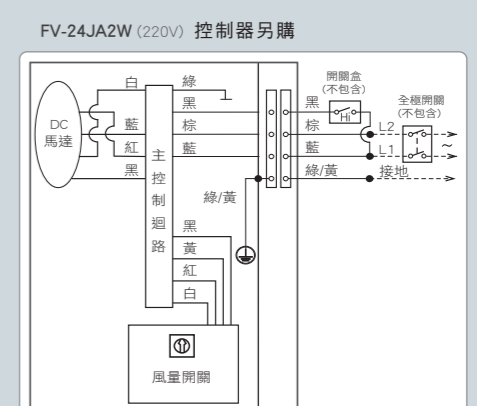 FV-24JA2W (220V) 控制器另購
白
綠
開關盒
(不包含)
黑
黑
Hi
全極開關
(不包含)
DC
馬達
藍
棕
棕
L2
紅
藍
藍
L1
~
黑
綠/黃
接地
主控制迴路
綠/黃
黑
黃
紅
白
風量開關